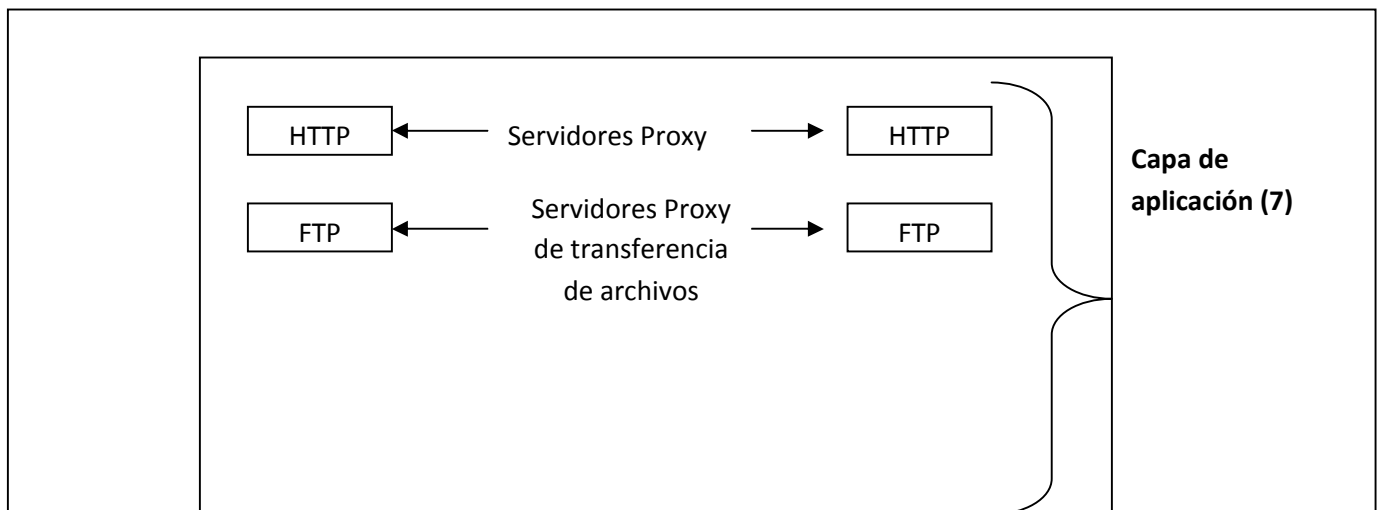 HTTP
Servidores Proxy
HTTP
Capa de
aplicación (7)
FTP
Servidores Proxy
de transferencia
de archivos
FTP